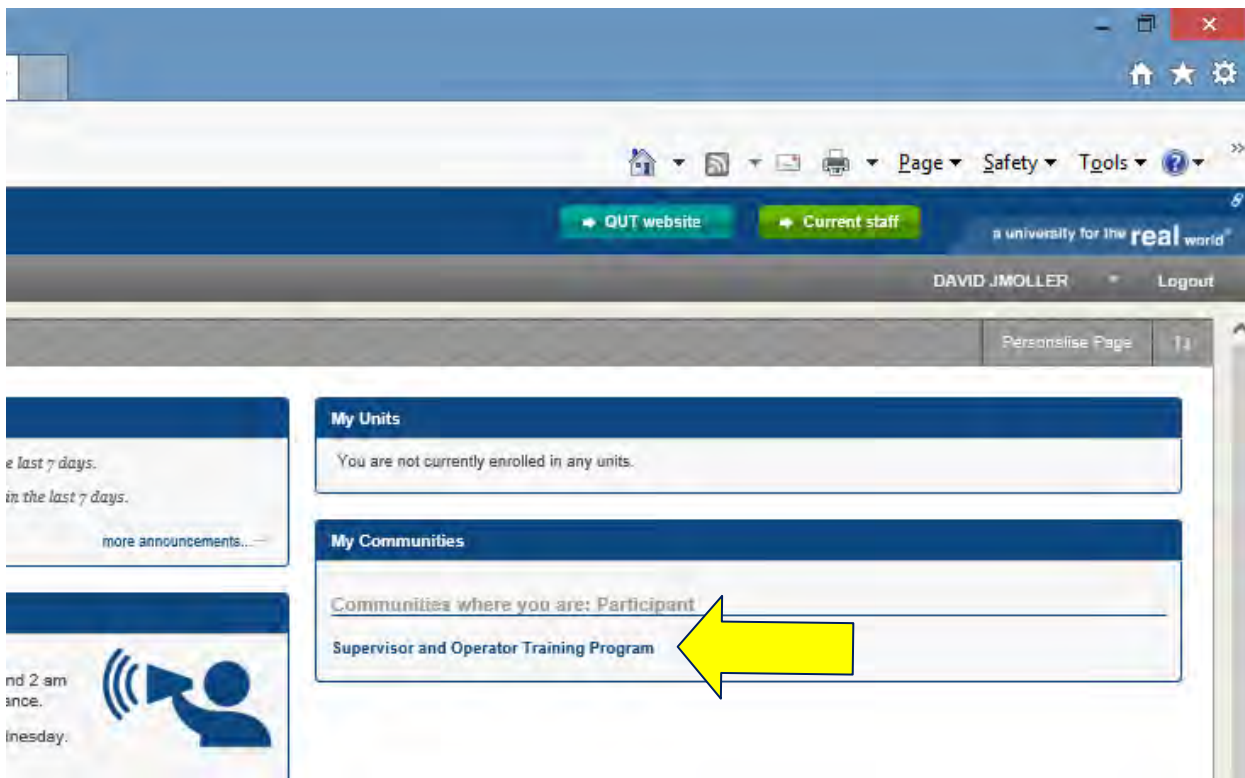 Page Safety Tools
QUT website Current staff a university for the real world
DAVID JMOLLER Logout
Personalise Page
My Units
e last 7 days. You are not currently enrolled in any units.
in the last 7 days.
more announcements... My Communities
Communities where you are: Participant
Supervisor and Operator Training Program
nd 2 am
ance.
nesday.